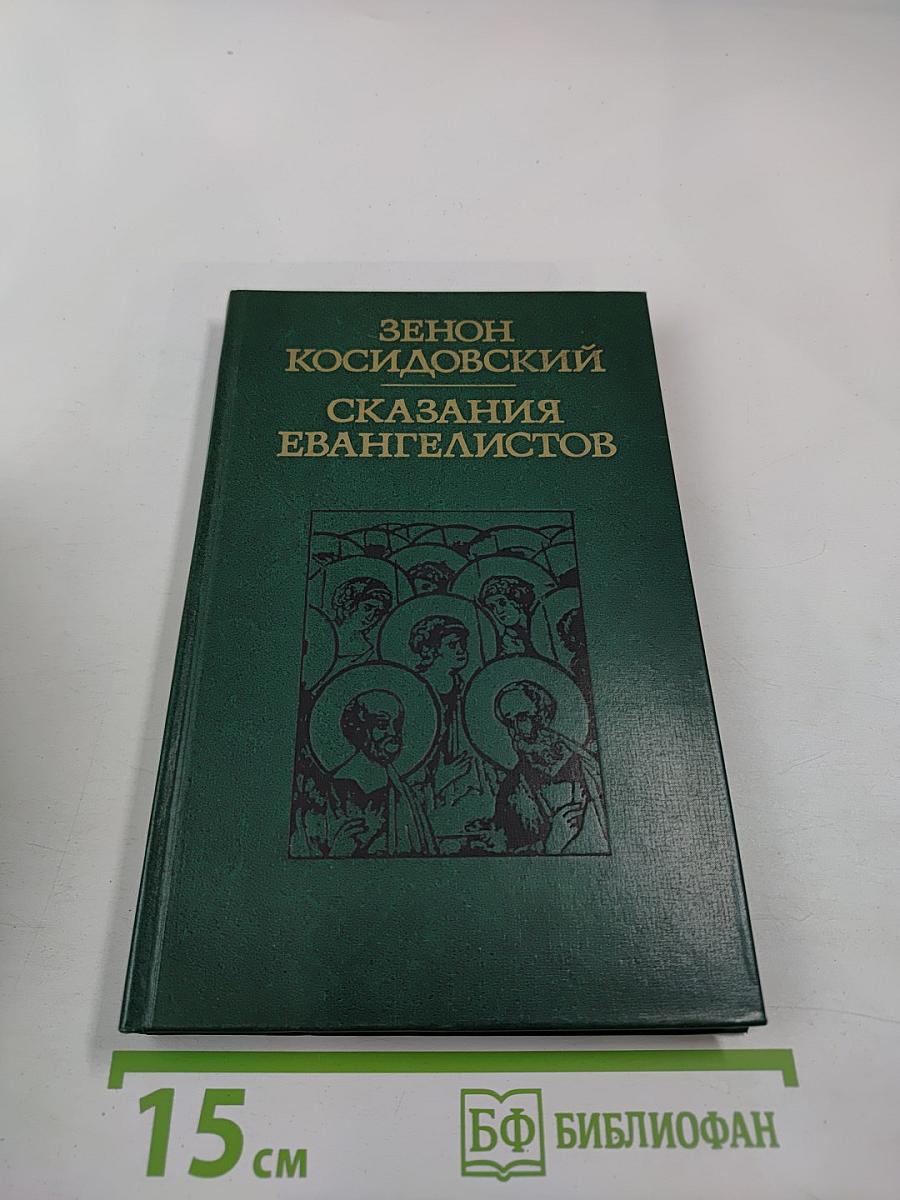 ЗЕНОН
КОСИДОВСКИЙ
СКАЗАНИЯ
ЕВАНГЕЛИСТОВ
15 см
БФ БИБЛИОФАН